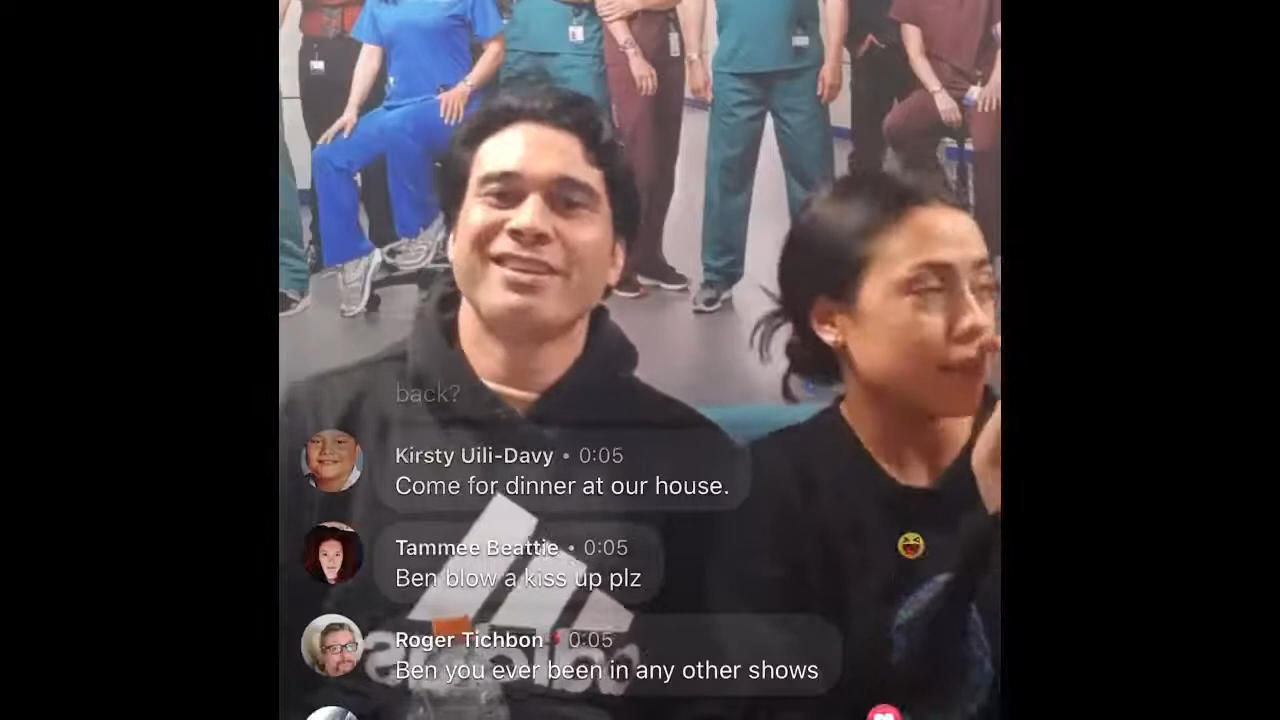 back?
Kirsty Uili-Davy • 0:05
Come for dinner at our house.
Tammee Beattie • 0:05
Ben blow a kiss up plz
Roger Tichbon 0:05
Ben you ever been in any other shows
adidas